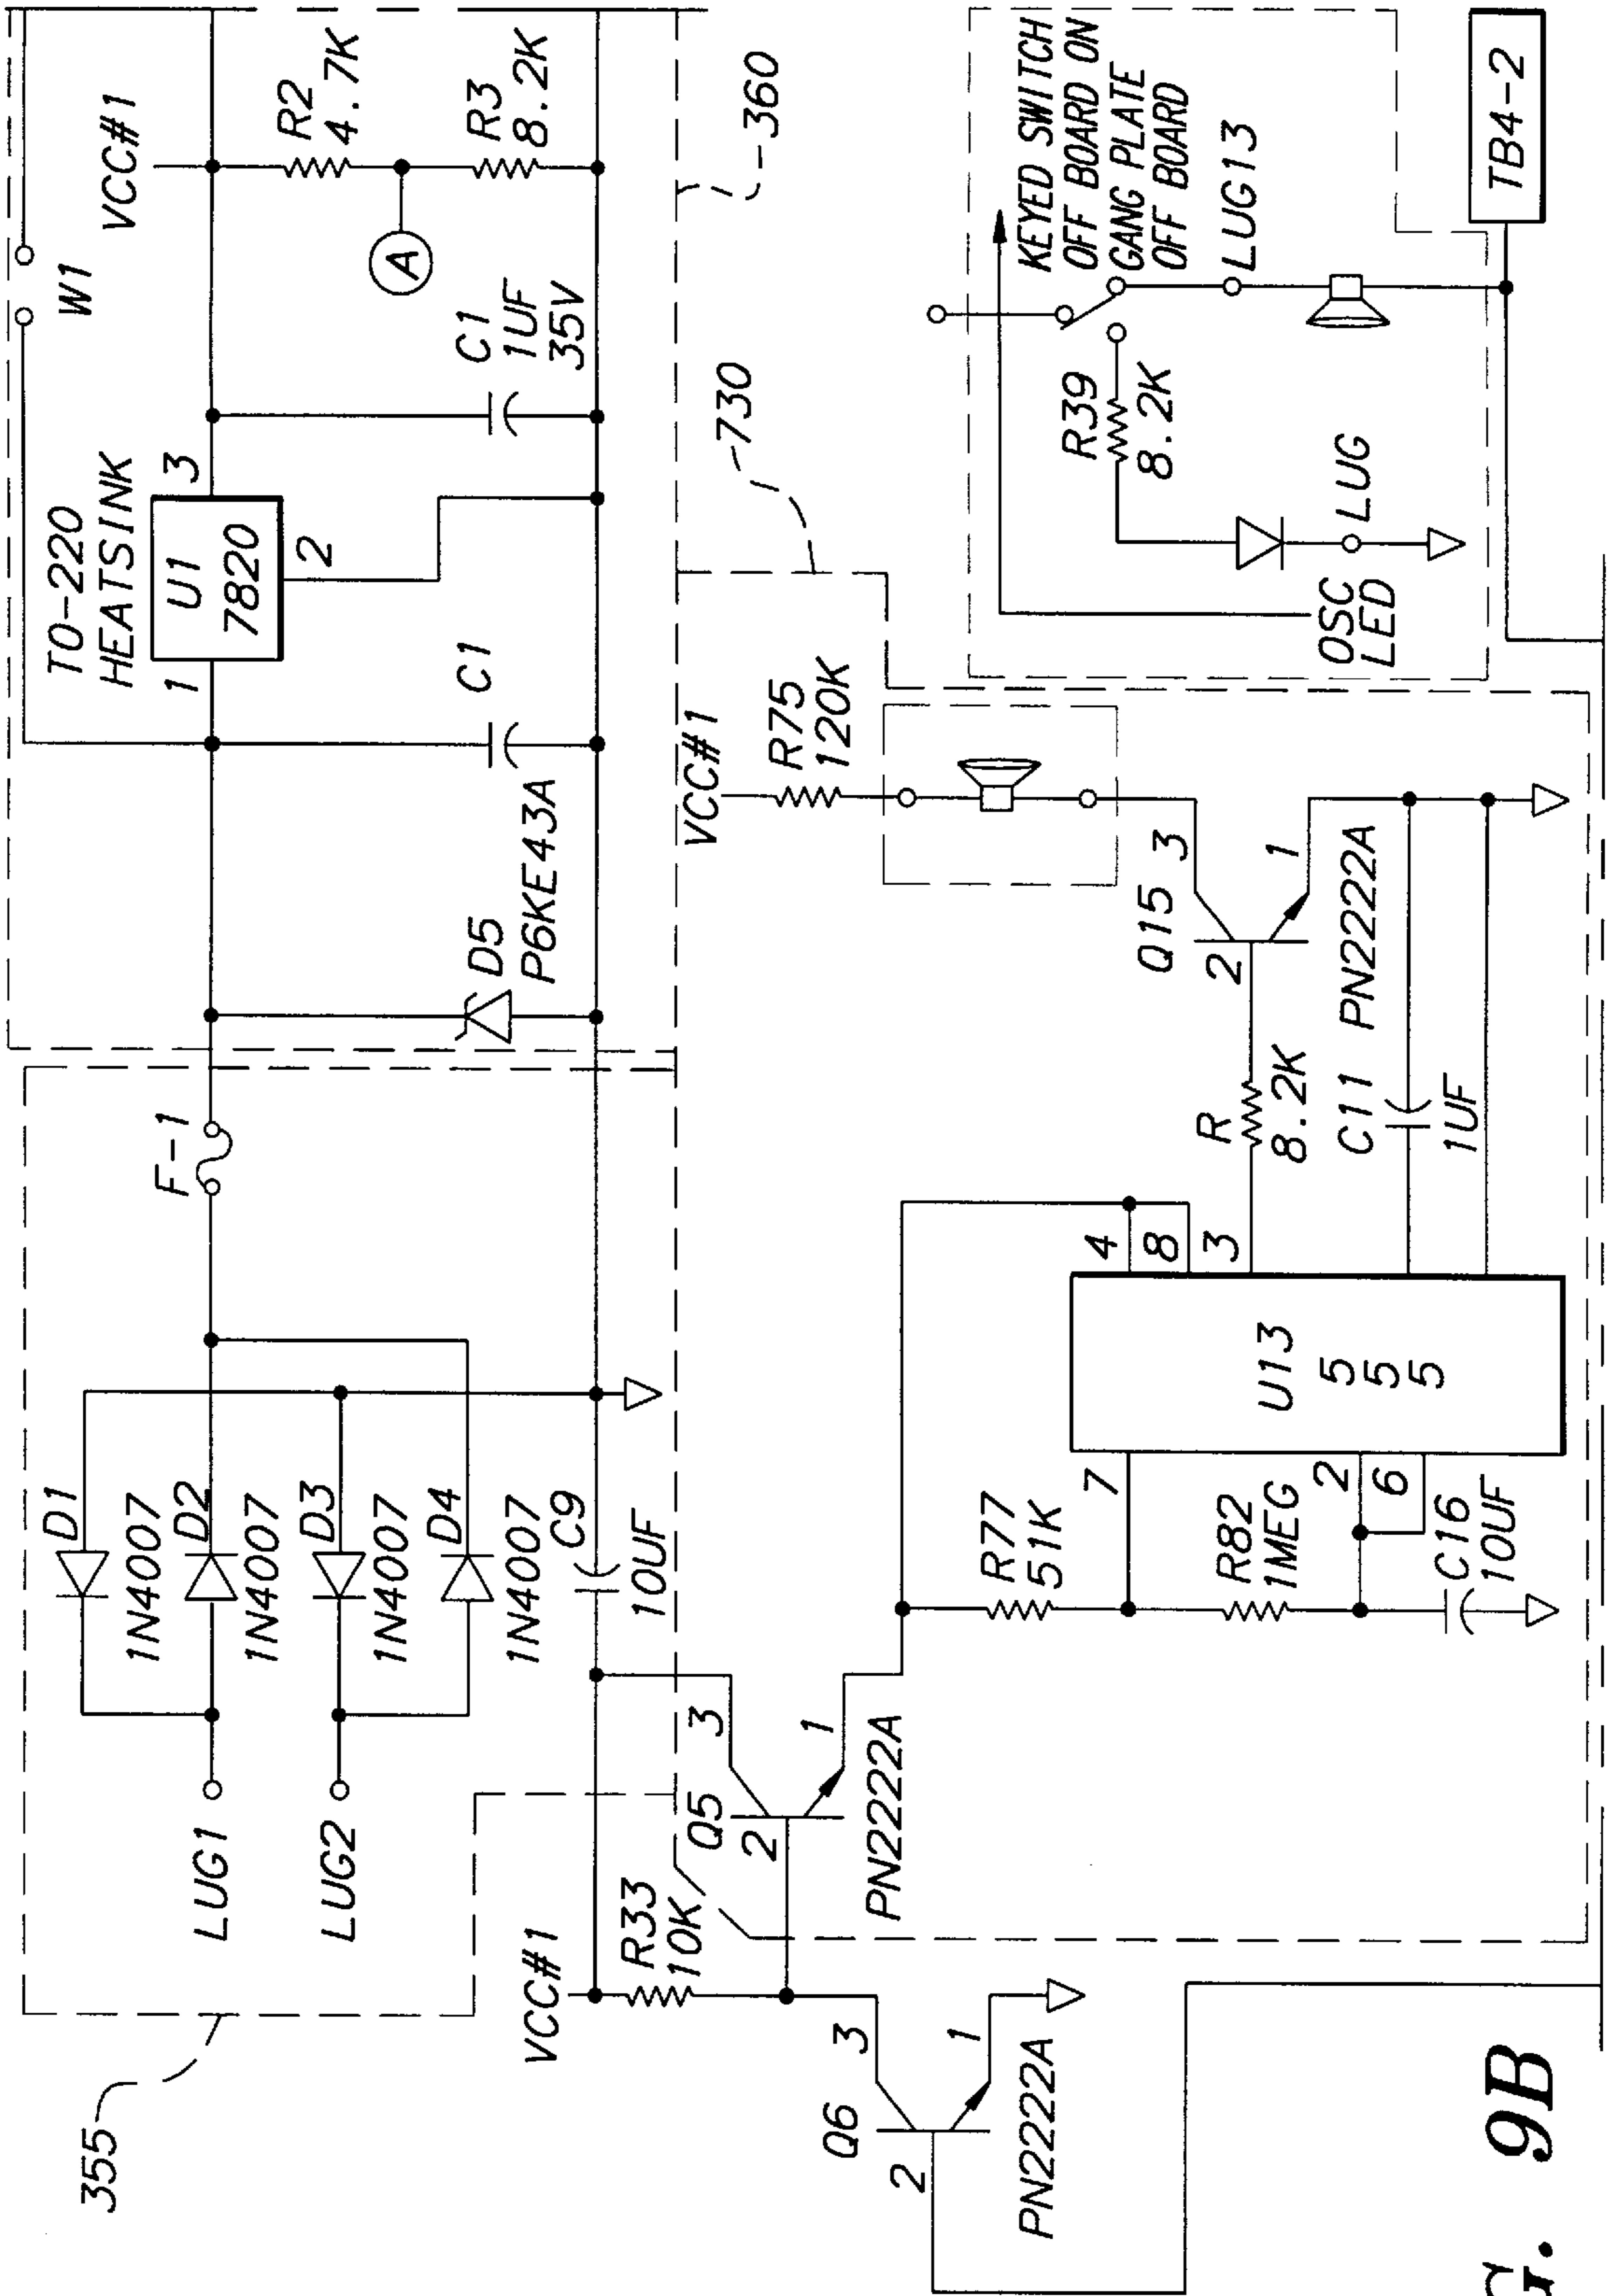 355
LUG1
LUG2
D1
1N4007
D2
1N4007
D3
1N4007
D4
1N4007
F-1
D5
P6KE43A
C1
TO-220
HEATSINK
1
U1
7820
3
2
C1
1UF
35V
W1
VCC#1
R2
4.7K
A
R3
8.2K
360
VCC#1
R33
10K
C9
10UF
Q5
3
2
1
PN2222A
Q6
3
2
1
PN2222A
R77
51K
R82
1MEG
C16
10UF
7
2
6
U13
5
5
5
4
8
3
R
8.2K
C11
1UF
Q15
3
2
1
PN2222A
VCC#1
R75
120K
730
KEYED SWITCH
OFF BOARD ON
GANG PLATE
OFF BOARD
R39
8.2K
LUG13
OSC
LED
LUG
TB4-2
G. 9B